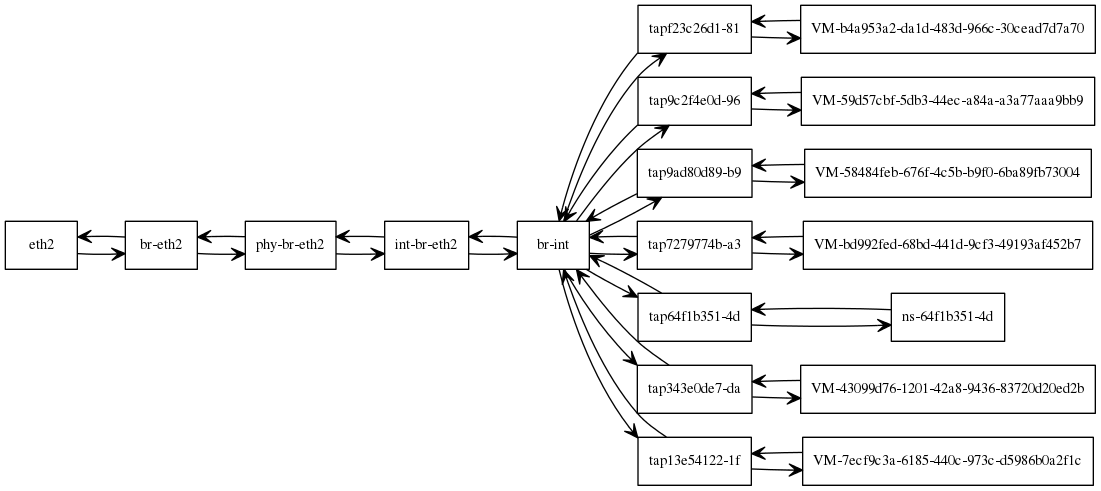 tapf23c26d1-81
VM-b4a953a2-da1d-483d-966c-30cead7d7a70
tap9c2f4e0d-96
VM-59d57cbf-5db3-44ec-a84a-a3a77aaa9bb9
tap9ad80d89-b9
VM-58484feb-676f-4c5b-b9f0-6ba89fb73004
eth2
br-eth2
phy-br-eth2
int-br-eth2
br-int
tap7279774b-a3
VM-bd992fed-68bd-441d-9cf3-49193af452b7
tap64f1b351-4d
ns-64f1b351-4d
tap343e0de7-da
VM-43099d76-1201-42a8-9436-83720d20ed2b
tap13e54122-1f
VM-7ecf9c3a-6185-440c-973c-d5986b0a2f1c